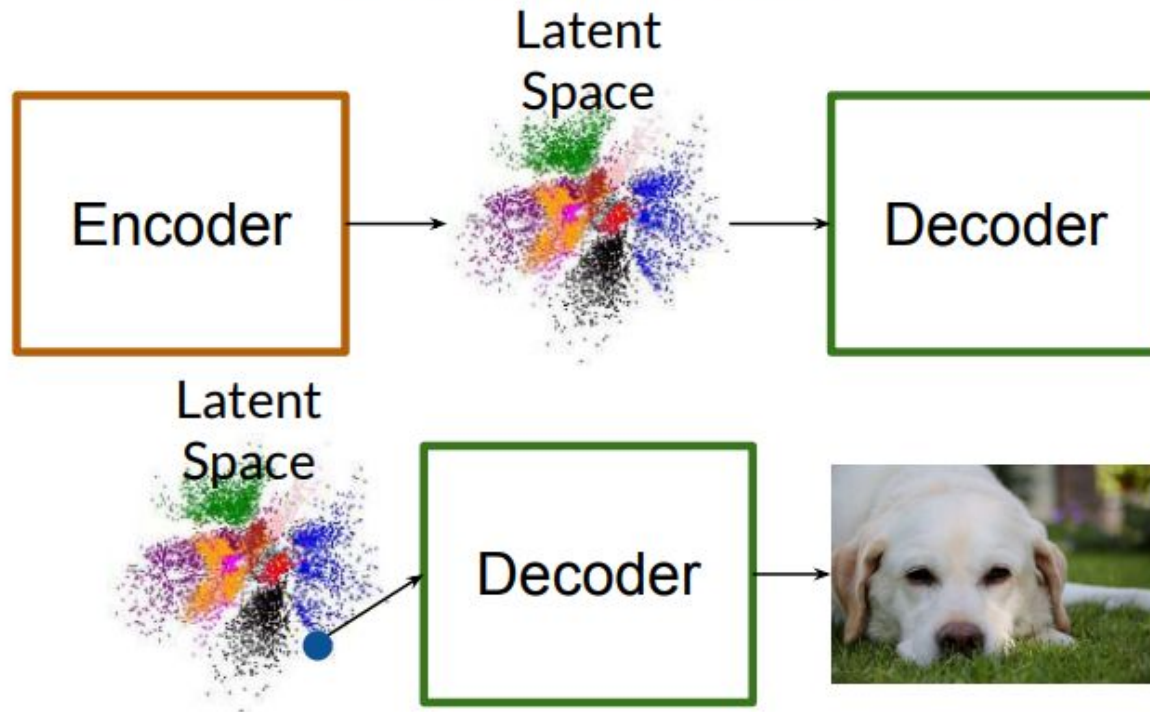 Latent
Space
Encoder
Decoder
Latent
Space
Decoder